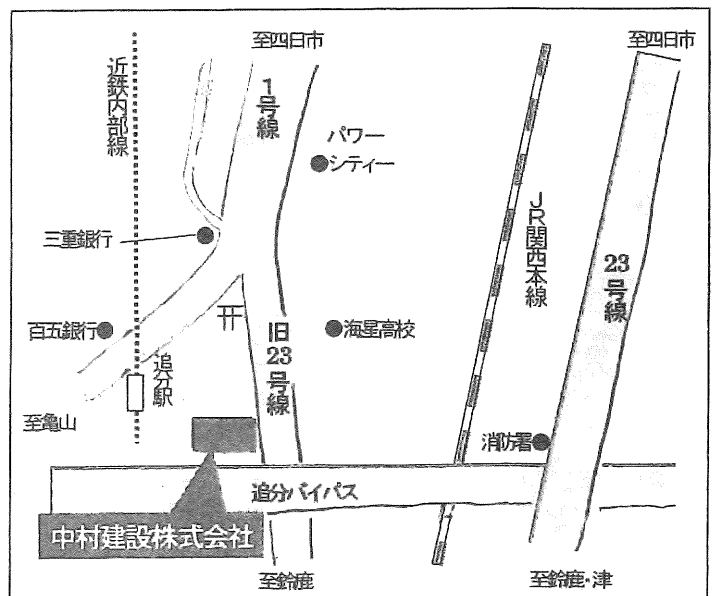 至四日市
至四日市
近鉄内部線
1号線
パワー
シティー
JR関西本線
三重銀行
23号線
百五銀行
旧23号線
海星高校
追分駅
至亀山
消防署
追分バイパス
中村建設株式会社
至鈴鹿
至鈴鹿・津